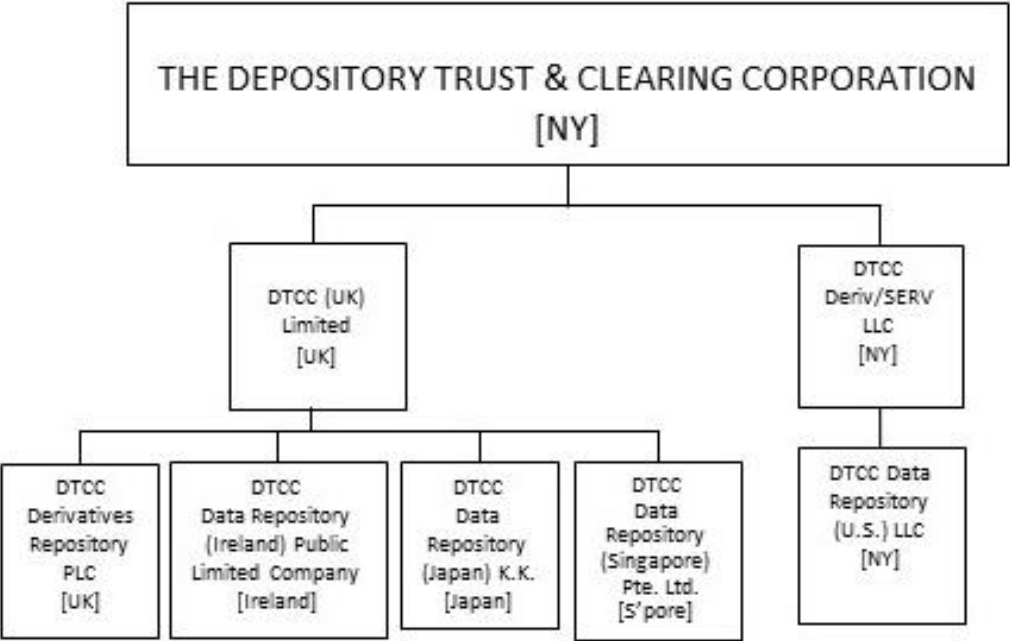 THE DEPOSITORY TRUST & CLEARING CORPORATION
[NY]
DTCC (UK)
Limited
[UK]
DTCC
Deriv/SERV
LLC
[NY]
DTCC
Derivatives
Repository
PLC
[UK]
DTCC
Data Repository
(Ireland) Public
Limited Company
[Ireland]
DTCC
Data
Repository
(Japan) K.K.
[Japan]
DTCC
Data
Repository
(Singapore)
Pte. Ltd.
[S'pore]
DTCC Data
Repository
(U.S.) LLC
[NY]